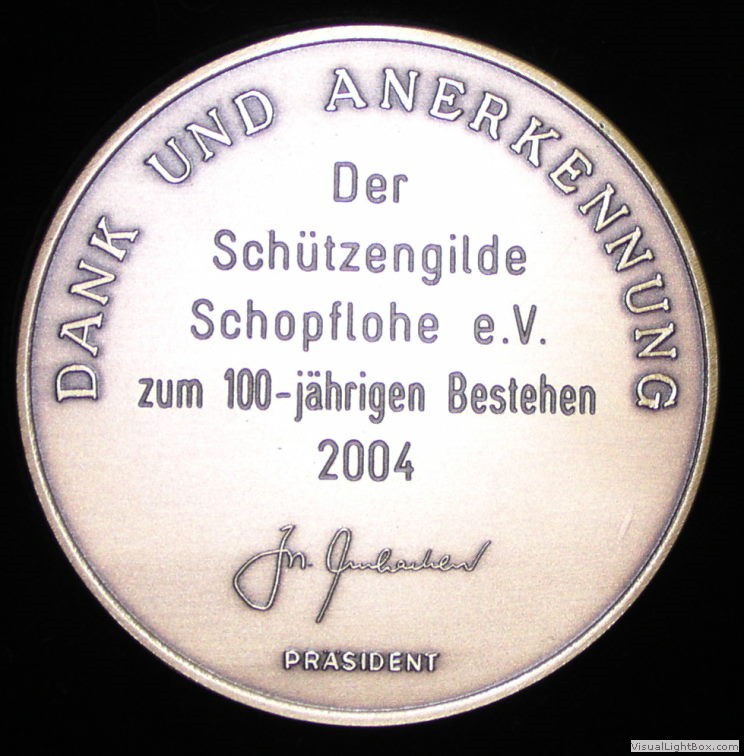 DANK UND ANERKENNUNG
Der
Schützengilde
Schopflohe e.V.
zum 100-jährigen Bestehen
2004
PRÄSIDENT
VisualLightBox.com